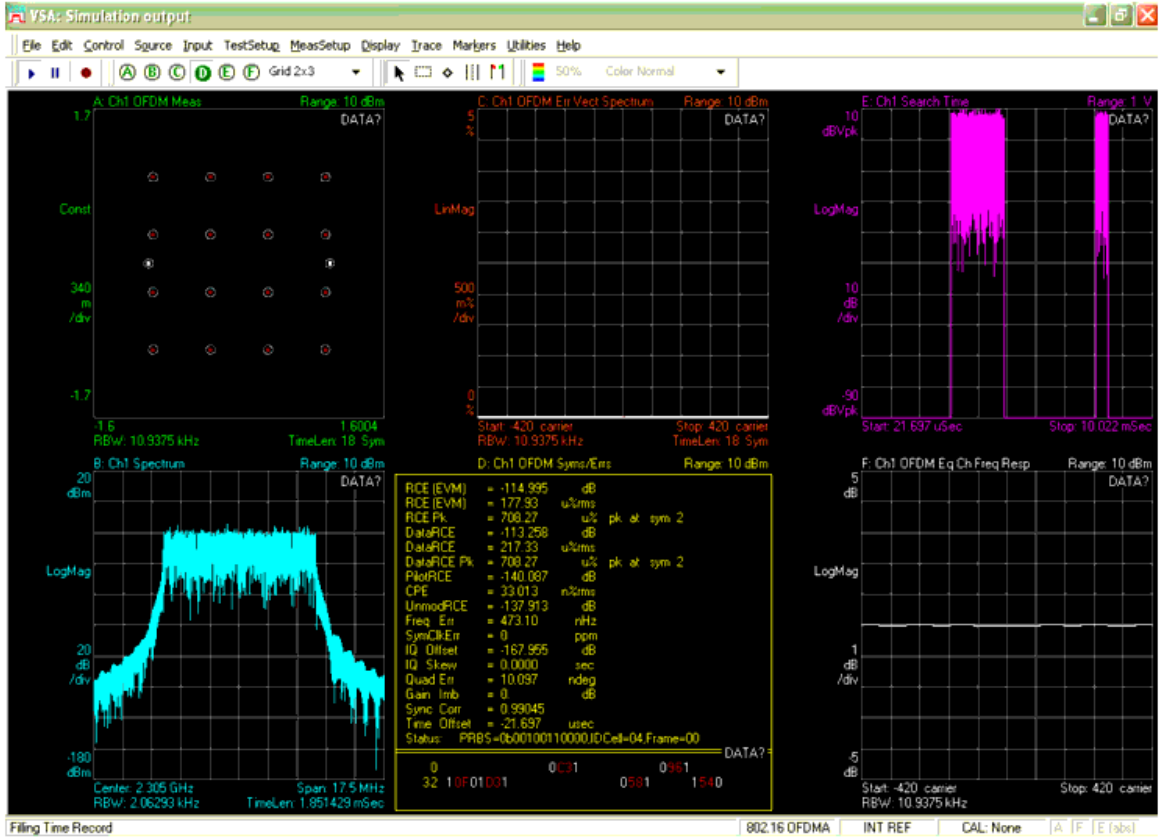 VSA: Simulation output
File Edit Control Source Input TestSetup MeasSetup Display Trace Markers Utilities Help
A B C D E F Grid 2x3 50% Color Normal
A: Ch1 OFDM Meas Range: 10 dBm
1.7 DATA?
Const
340
m
/div
-1.7
-1.6 1.6004
RBW: 10.9375 kHz TimeLen: 18 Sym
C: Ch1 OFDM Err Vect Spectrum Range: 10 dBm
5 DATA?
%
LinMag
500
m%
/div
0
%
Start: -420 carrier Stop: 420 carrier
RBW: 10.9375 kHz TimeLen: 18 Sym
E: Ch1 Search Time Range: 1 V
10 DATA?
dBVpk
LogMag
10
dB
/div
-90
dBVpk
Start: 21.697 uSec Stop: 10.022 mSec
B: Ch1 Spectrum Range: 10 dBm
20 DATA?
dBm
LogMag
20
dB
/div
-180
dBm
Center: 2.305 GHz Span: 17.5 MHz
RBW: 2.06293 kHz TimeLen: 1.851429 mSec
D: Ch1 OFDM Syms/Errs Range: 10 dBm
RCE (EVM) = -114.995 dB
RCE (EVM) = 177.93 u%rms
RCE Pk = 708.27 u% pk at sym 2
DataRCE = -113.258 dB
DataRCE = 217.33 u%rms
DataRCE Pk = 708.27 u% pk at sym 2
PilotRCE = -140.087 dB
CPE = 33.013 n%rms
UnmodRCE = -137.913 dB
Freq Err = 473.10 nHz
SymClkErr = 0 ppm
IQ Offset = -167.955 dB
IQ Skew = 0.0000 sec
Quad Err = 10.097 ndeg
Gain Imb = 0. dB
Sync Corr = 0.99045
Time Offset = -21.697 usec
Status: PRBS=0b00100110000,IDCell=04,Frame=00
DATA?
0 0C31 0961
32 10F01D31 0581 1540
F: Ch1 OFDM Eq Ch Freq Resp Range: 10 dBm
5 DATA?
dB
LogMag
1
dB
/div
-5
dB
Start: -420 carrier Stop: 420 carrier
RBW: 10.9375 kHz
Filling Time Record 802.16 OFDMA INT REF CAL: None A F E [abs]